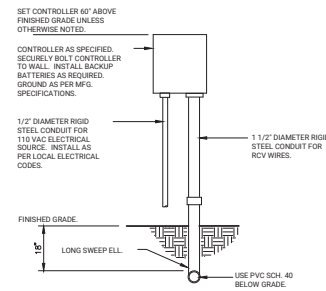 SET CONTROLLER 60" ABOVE
FINISHED GRADE UNLESS
OTHERWISE NOTED.
CONTROLLER AS SPECIFIED.
SECURELY BOLT CONTROLLER
TO WALL. INSTALL BACKUP
BATTERIES AS REQUIRED.
GROUND AS PER MFG.
SPECIFICATIONS.
1/2" DIAMETER RIGID
STEEL CONDUIT FOR
110 VAC ELECTRICAL
SOURCE. INSTALL AS
PER LOCAL ELECTRICAL
CODES.
1 1/2" DIAMETER RIGI
STEEL CONDUIT FOR
RCV WIRES.
FINISHED GRADE.
18"
LONG SWEEP ELL.
USE PVC SCH. 40
BELOW GRADE.